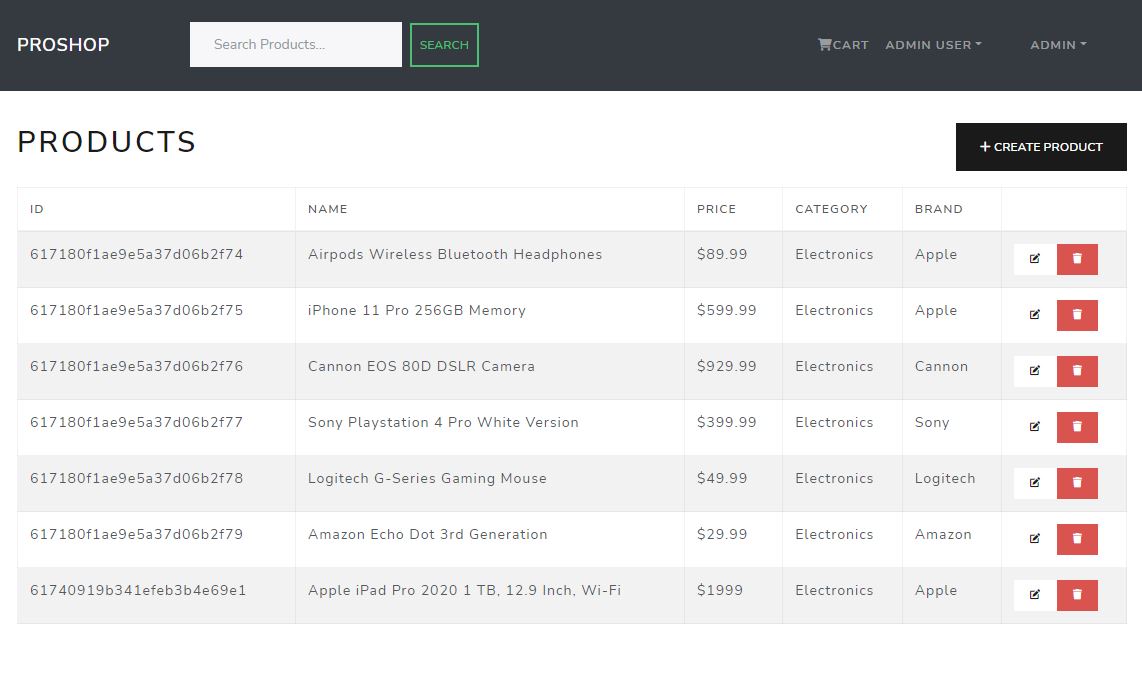 PROSHOP Search Products... SEARCH CART ADMIN USER ADMIN
PRODUCTS
+ CREATE PRODUCT
ID NAME PRICE CATEGORY BRAND
617180f1ae9e5a37d06b2f74 Airpods Wireless Bluetooth Headphones $89.99 Electronics Apple
617180f1ae9e5a37d06b2f75 iPhone 11 Pro 256GB Memory $599.99 Electronics Apple
617180f1ae9e5a37d06b2f76 Cannon EOS 80D DSLR Camera $929.99 Electronics Cannon
617180f1ae9e5a37d06b2f77 Sony Playstation 4 Pro White Version $399.99 Electronics Sony
617180f1ae9e5a37d06b2f78 Logitech G-Series Gaming Mouse $49.99 Electronics Logitech
617180f1ae9e5a37d06b2f79 Amazon Echo Dot 3rd Generation $29.99 Electronics Amazon
61740919b341efeb3b4e69e1 Apple iPad Pro 2020 1 TB, 12.9 Inch, Wi-Fi $1999 Electronics Apple